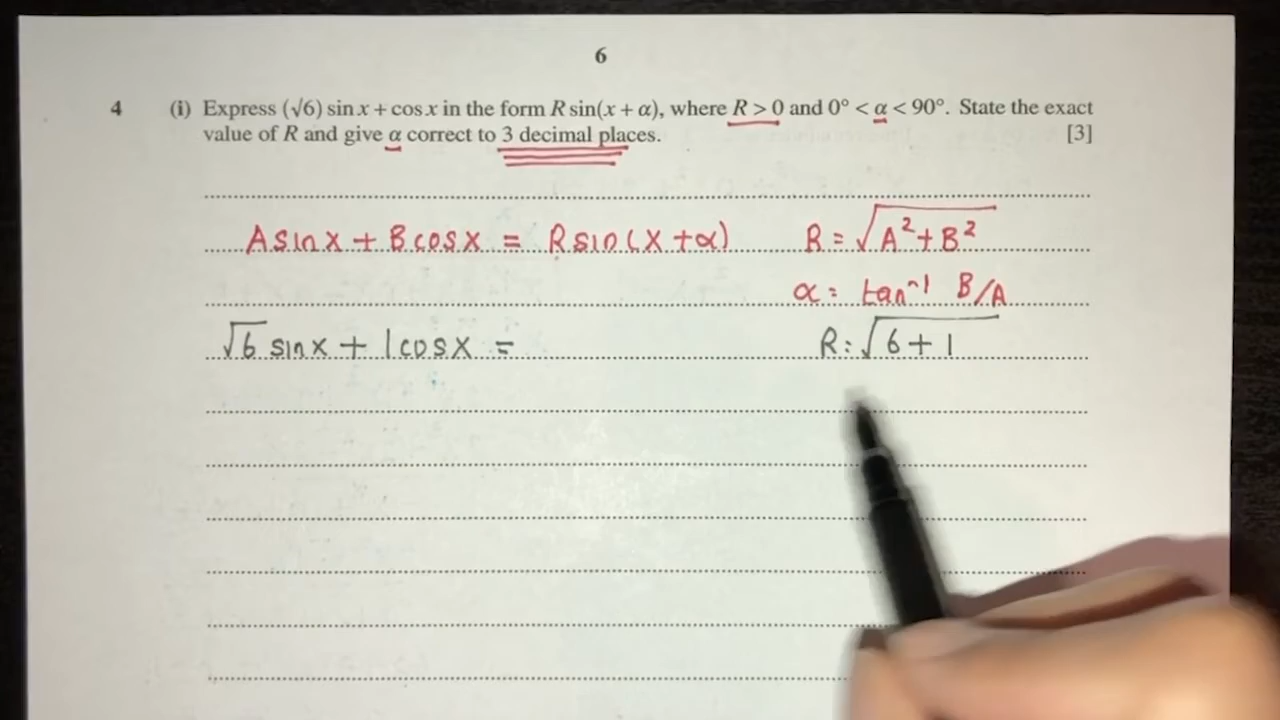 6
4 (i) Express (√6) sin x + cos x in the form R sin(x + α), where R > 0 and 0° < α < 90°. State the exact
value of R and give α correct to 3 decimal places. [3]
A sin x + B cos x = R sin(x + α) R = √A² + B²
α = tan⁻¹ B/A
√6 sin x + 1 cos x = R = √6 + 1